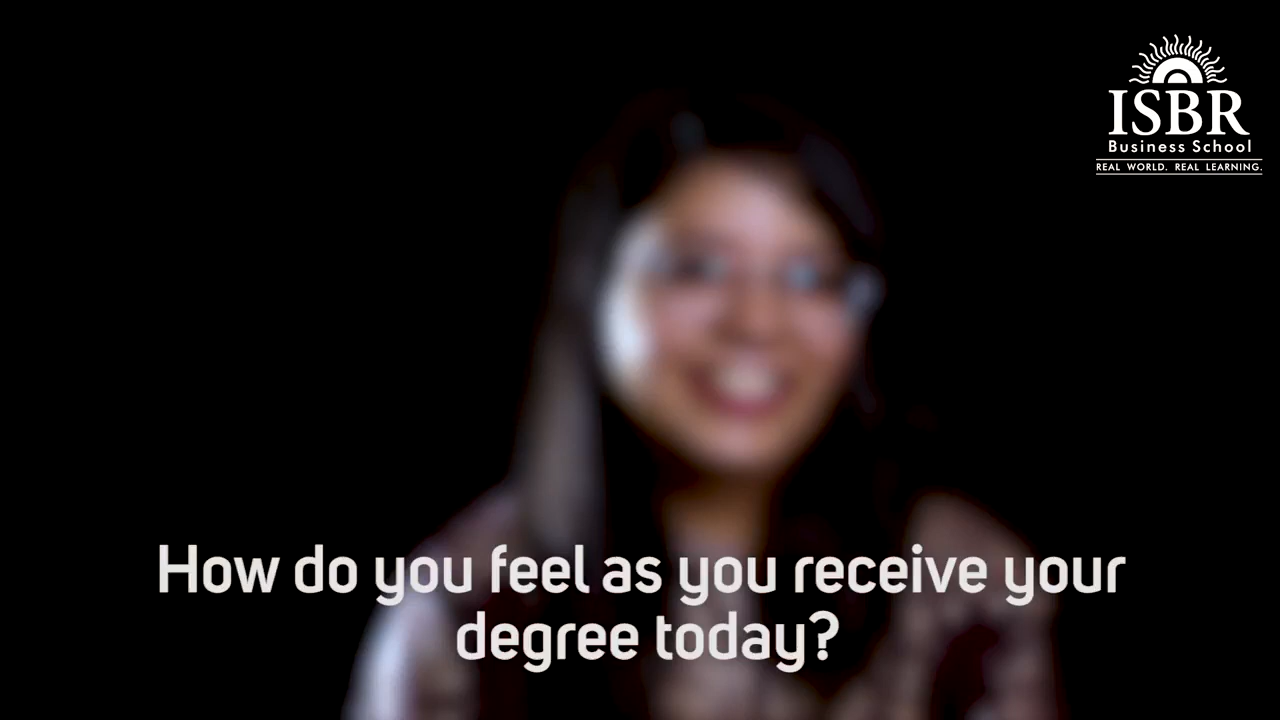 ISBR
Business School
REAL WORLD. REAL LEARNING.
How do you feel as you receive your
degree today?